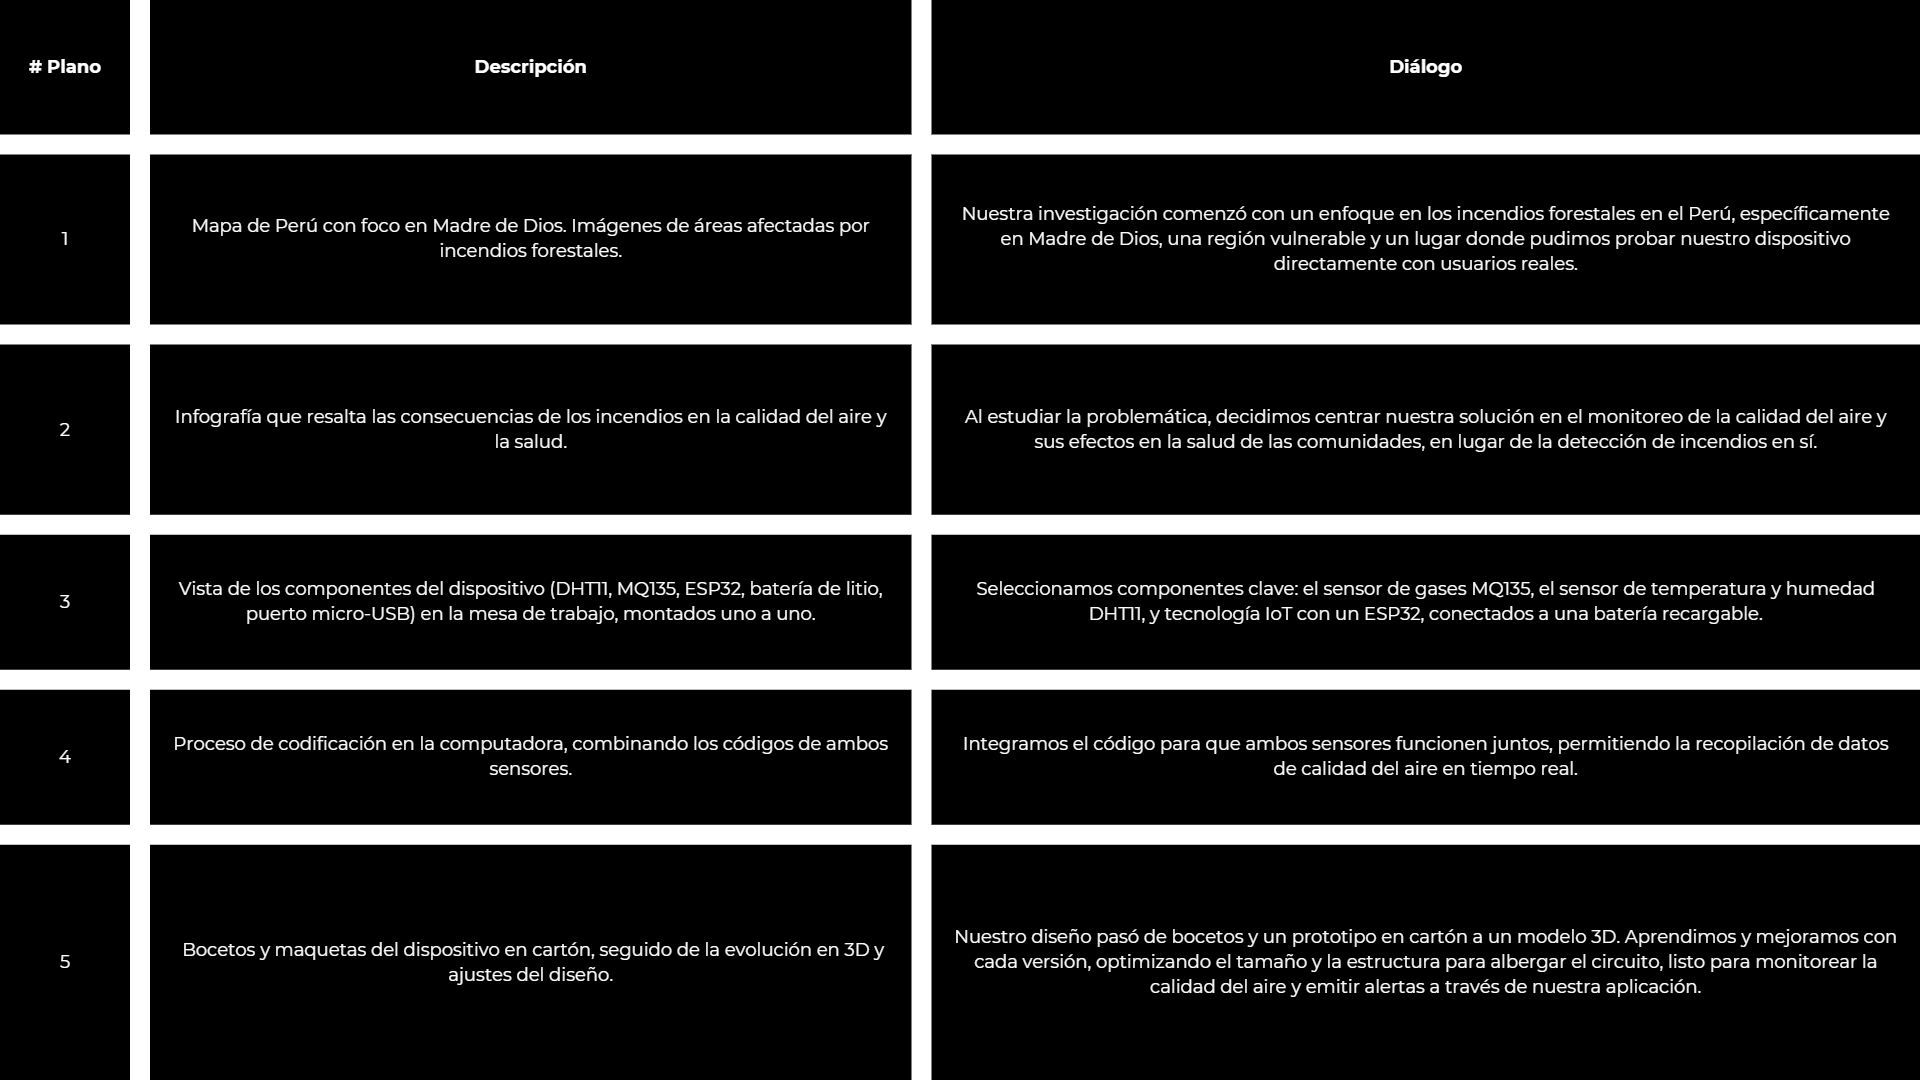 # Plano
Descripción
Diálogo
1
Mapa de Perú con foco en Madre de Dios. Imágenes de áreas afectadas por
incendios forestales.
Nuestra investigación comenzó con un enfoque en los incendios forestales en el Perú, específicamente
en Madre de Dios, una región vulnerable y un lugar donde pudimos probar nuestro dispositivo
directamente con usuarios reales.
2
Infografía que resalta las consecuencias de los incendios en la calidad del aire y
la salud.
Al estudiar la problemática, decidimos centrar nuestra solución en el monitoreo de la calidad del aire y
sus efectos en la salud de las comunidades, en lugar de la detección de incendios en sí.
3
Vista de los componentes del dispositivo (DHT11, MQ135, ESP32, batería de litio,
puerto micro-USB) en la mesa de trabajo, montados uno a uno.
Seleccionamos componentes clave: el sensor de gases MQ135, el sensor de temperatura y humedad
DHT11, y tecnología IoT con un ESP32, conectados a una batería recargable.
4
Proceso de codificación en la computadora, combinando los códigos de ambos
sensores.
Integramos el código para que ambos sensores funcionen juntos, permitiendo la recopilación de datos
de calidad del aire en tiempo real.
5
Bocetos y maquetas del dispositivo en cartón, seguido de la evolución en 3D y
ajustes del diseño.
Nuestro diseño pasó de bocetos y un prototipo en cartón a un modelo 3D. Aprendimos y mejoramos con
cada versión, optimizando el tamaño y la estructura para albergar el circuito, listo para monitorear la
calidad del aire y emitir alertas a través de nuestra aplicación.